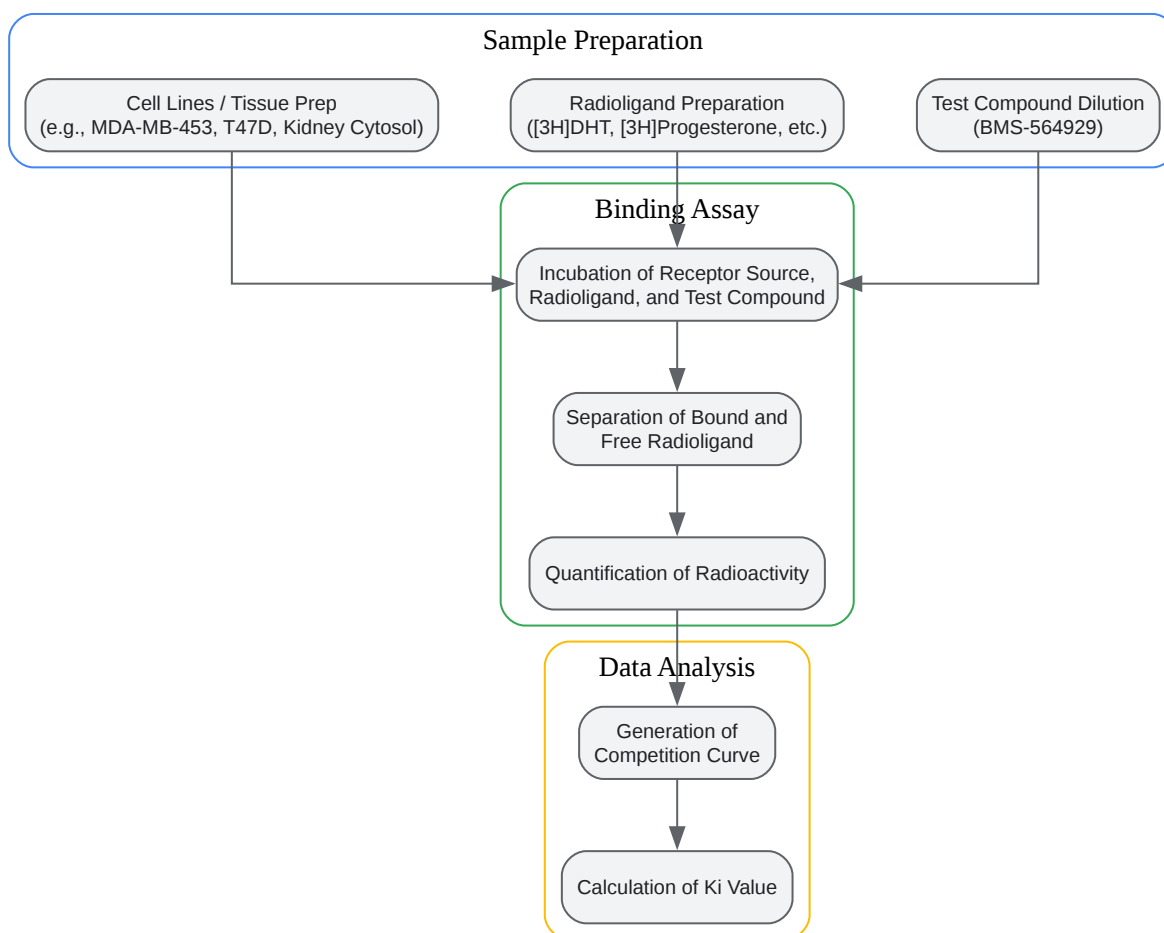 Sample Preparation
Cell Lines / Tissue Prep
(e.g., MDA-MB-453, T47D, Kidney Cytosol)
Radioligand Preparation
([3H]DHT, [3H]Progesterone, etc.)
Test Compound Dilution
(BMS-564929)
Binding Assay
Incubation of Receptor Source,
Radioligand, and Test Compound
Separation of Bound and
Free Radioligand
Quantification of Radioactivity
Data Analysis
Generation of
Competition Curve
Calculation of Ki Value